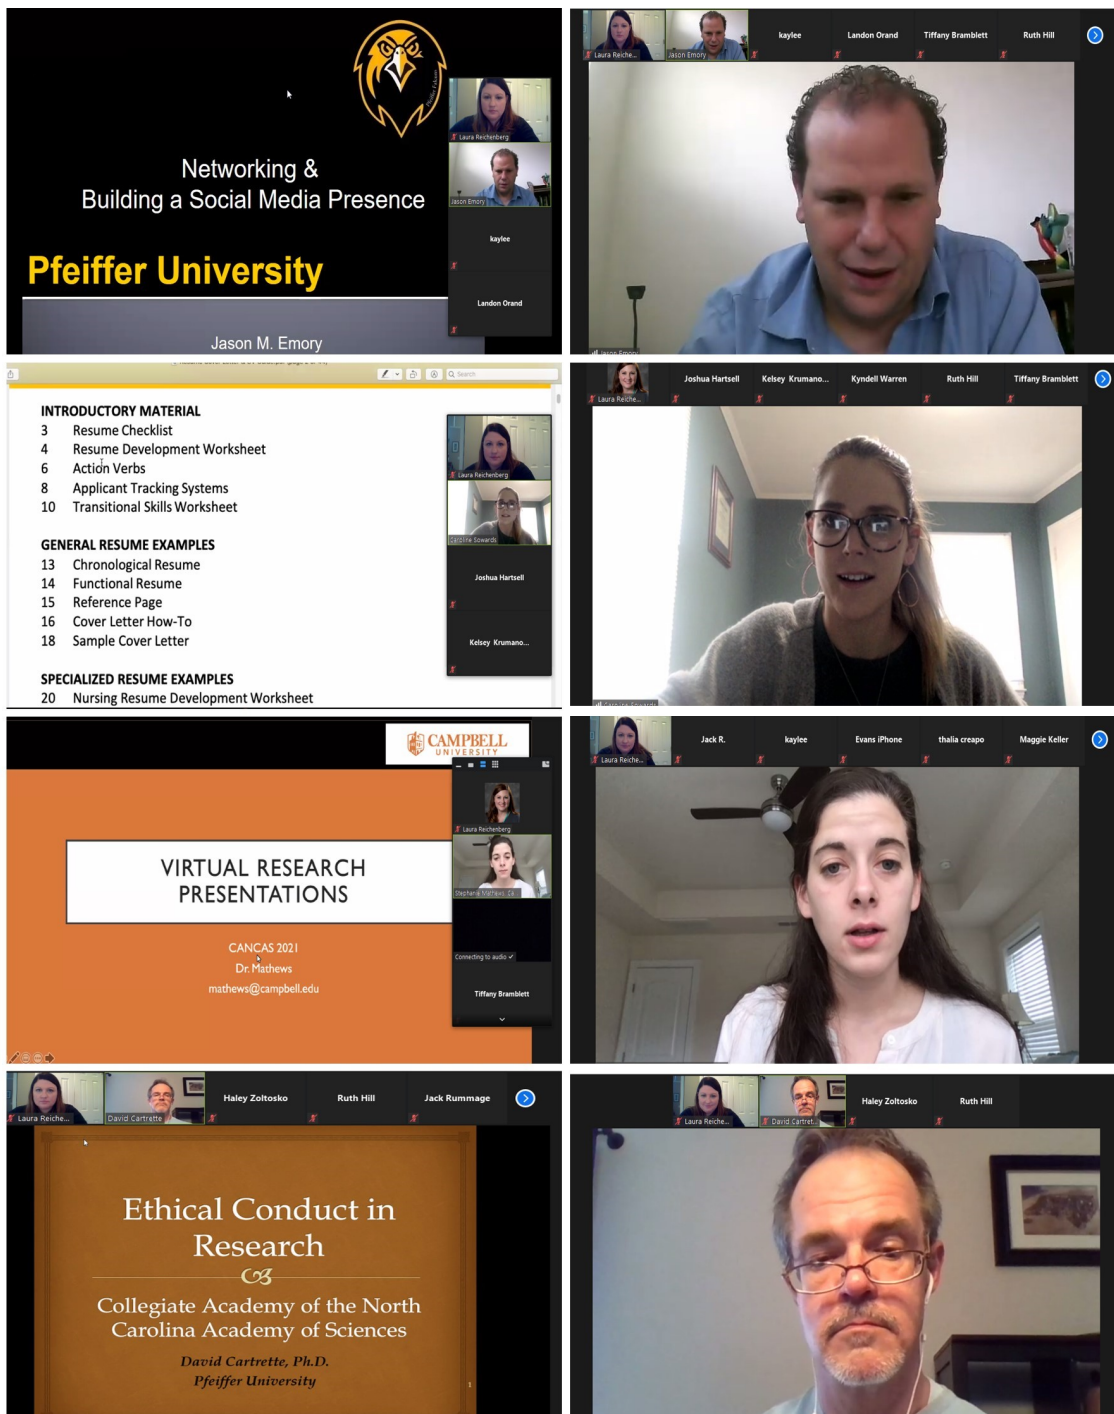 Networking &
Building a Social Media Presence
Pfeiffer University
Jason M. Emory
Laura Reichenberg
Jason Emory
kaylee
Landon Orand
Laura Reiche...
Jason Emory
kaylee
Landon Orand
Tiffany Bramblett
Ruth Hill
Jason Emory
Search
INTRODUCTORY MATERIAL
3 Resume Checklist
4 Resume Development Worksheet
6 Action Verbs
8 Applicant Tracking Systems
10 Transitional Skills Worksheet
GENERAL RESUME EXAMPLES
13 Chronological Resume
14 Functional Resume
15 Reference Page
16 Cover Letter How-To
18 Sample Cover Letter
SPECIALIZED RESUME EXAMPLES
20 Nursing Resume Development Worksheet
Laura Reichenberg
Caroline Sowards
Joshua Hartsell
Kelsey Krumano...
Laura Reiche...
Joshua Hartsell
Kelsey Krumano...
Kyndell Warren
Ruth Hill
Tiffany Bramblett
Caroline
CAMPBELL
UNIVERSITY
VIRTUAL RESEARCH
PRESENTATIONS
CANCAS 2021
Dr. Mathews
mathews@campbell.edu
Laura Reichenberg
Stephanie Mathews, Ca...
Connecting to audio
Tiffany Bramblett
Laura Reiche...
Jack R.
kaylee
Evans iPhone
thalia creapo
Maggie Keller
Laura Reiche...
David Cartrette
Haley Zoltosko
Ruth Hill
Jack Rummage
Ethical Conduct in
Research
Collegiate Academy of the North
Carolina Academy of Sciences
David Cartrette, Ph.D.
Pfeiffer University
1
Laura Reiche...
David Cartret...
Haley Zoltosko
Ruth Hill